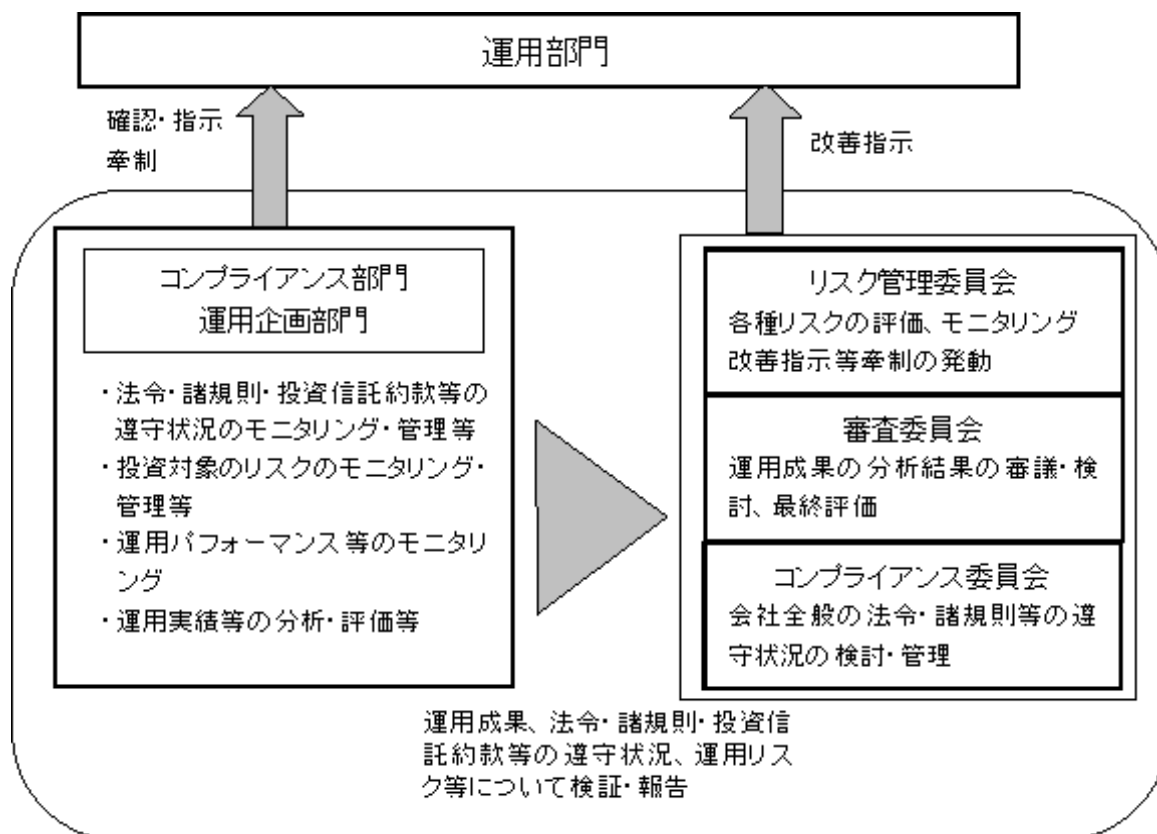 運用部門
確認・指示
牽制
改善指示
コンプライアンス部門
運用企画部門
・法令・諸規則・投資信託約款等の
遵守状況のモニタリング・管理等
・投資対象のリスクのモニタリング・
管理等
・運用パフォーマンス等のモニタリ
ング
・運用実績等の分析・評価等
リスク管理委員会
各種リスクの評価、モニタリング
改善指示等牽制の発動
審査委員会
運用成果の分析結果の審議・検
討、最終評価
コンプライアンス委員会
会社全般の法令・諸規則等の遵
守状況の検討・管理
運用成果、法令・諸規則・投資信
託約款等の遵守状況、運用リス
ク等について検証・報告